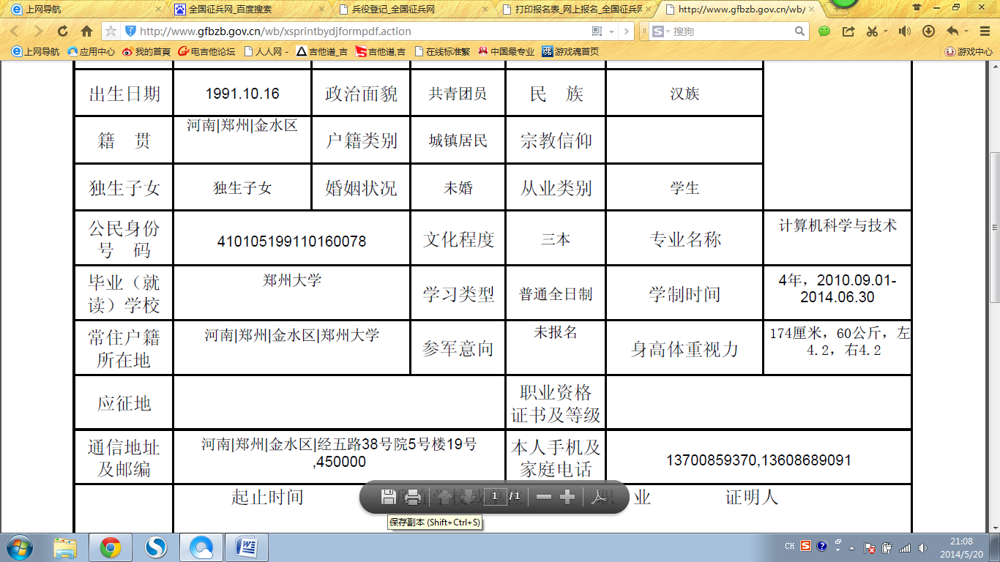 上网导航 全国征兵网_百度搜索 兵役登记_全国征兵网 打印报名表_网上报名_全国征兵网 http://www.gfbzb.gov.cn/wb/
http://www.gfbzb.gov.cn/wb/xsprintbydjformpdf.action 搜狗
上网导航 应用中心 我的首頁 电吉他论坛 人人网 - 吉他谱_吉 吉他谱,吉 在线标准繁 中国最专业 游戏魂首页 游戏中心
出生日期 1991.10.16 政治面貌 共青团员 民 族 汉族
籍 贯 河南|郑州|金水区 户籍类别 城镇居民 宗教信仰
独生子女 独生子女 婚姻状况 未婚 从业类别 学生
公民身份
号 码
410105199110160078 文化程度 三本 专业名称 计算机科学与技术
毕业（就
读）学校
郑州大学 学习类型 普通全日制 学制时间 4年，2010.09.01-
2014.06.30
常住户籍
所在地
河南|郑州|金水区|郑州大学 参军意向 未报名 身高体重视力 174厘米，60公斤，左
4.2，右4.2
应征地 职业资格
证书及等级
通信地址
及邮编
河南|郑州|金水区|经五路38号院5号楼19号
,450000
本人手机及
家庭电话
13700859370,13608689091
起止时间 所在学校或单位 职 业 证明人
1 / 1
保存副本 (Shift+Ctrl+S)
CH 21:08
2014/5/20